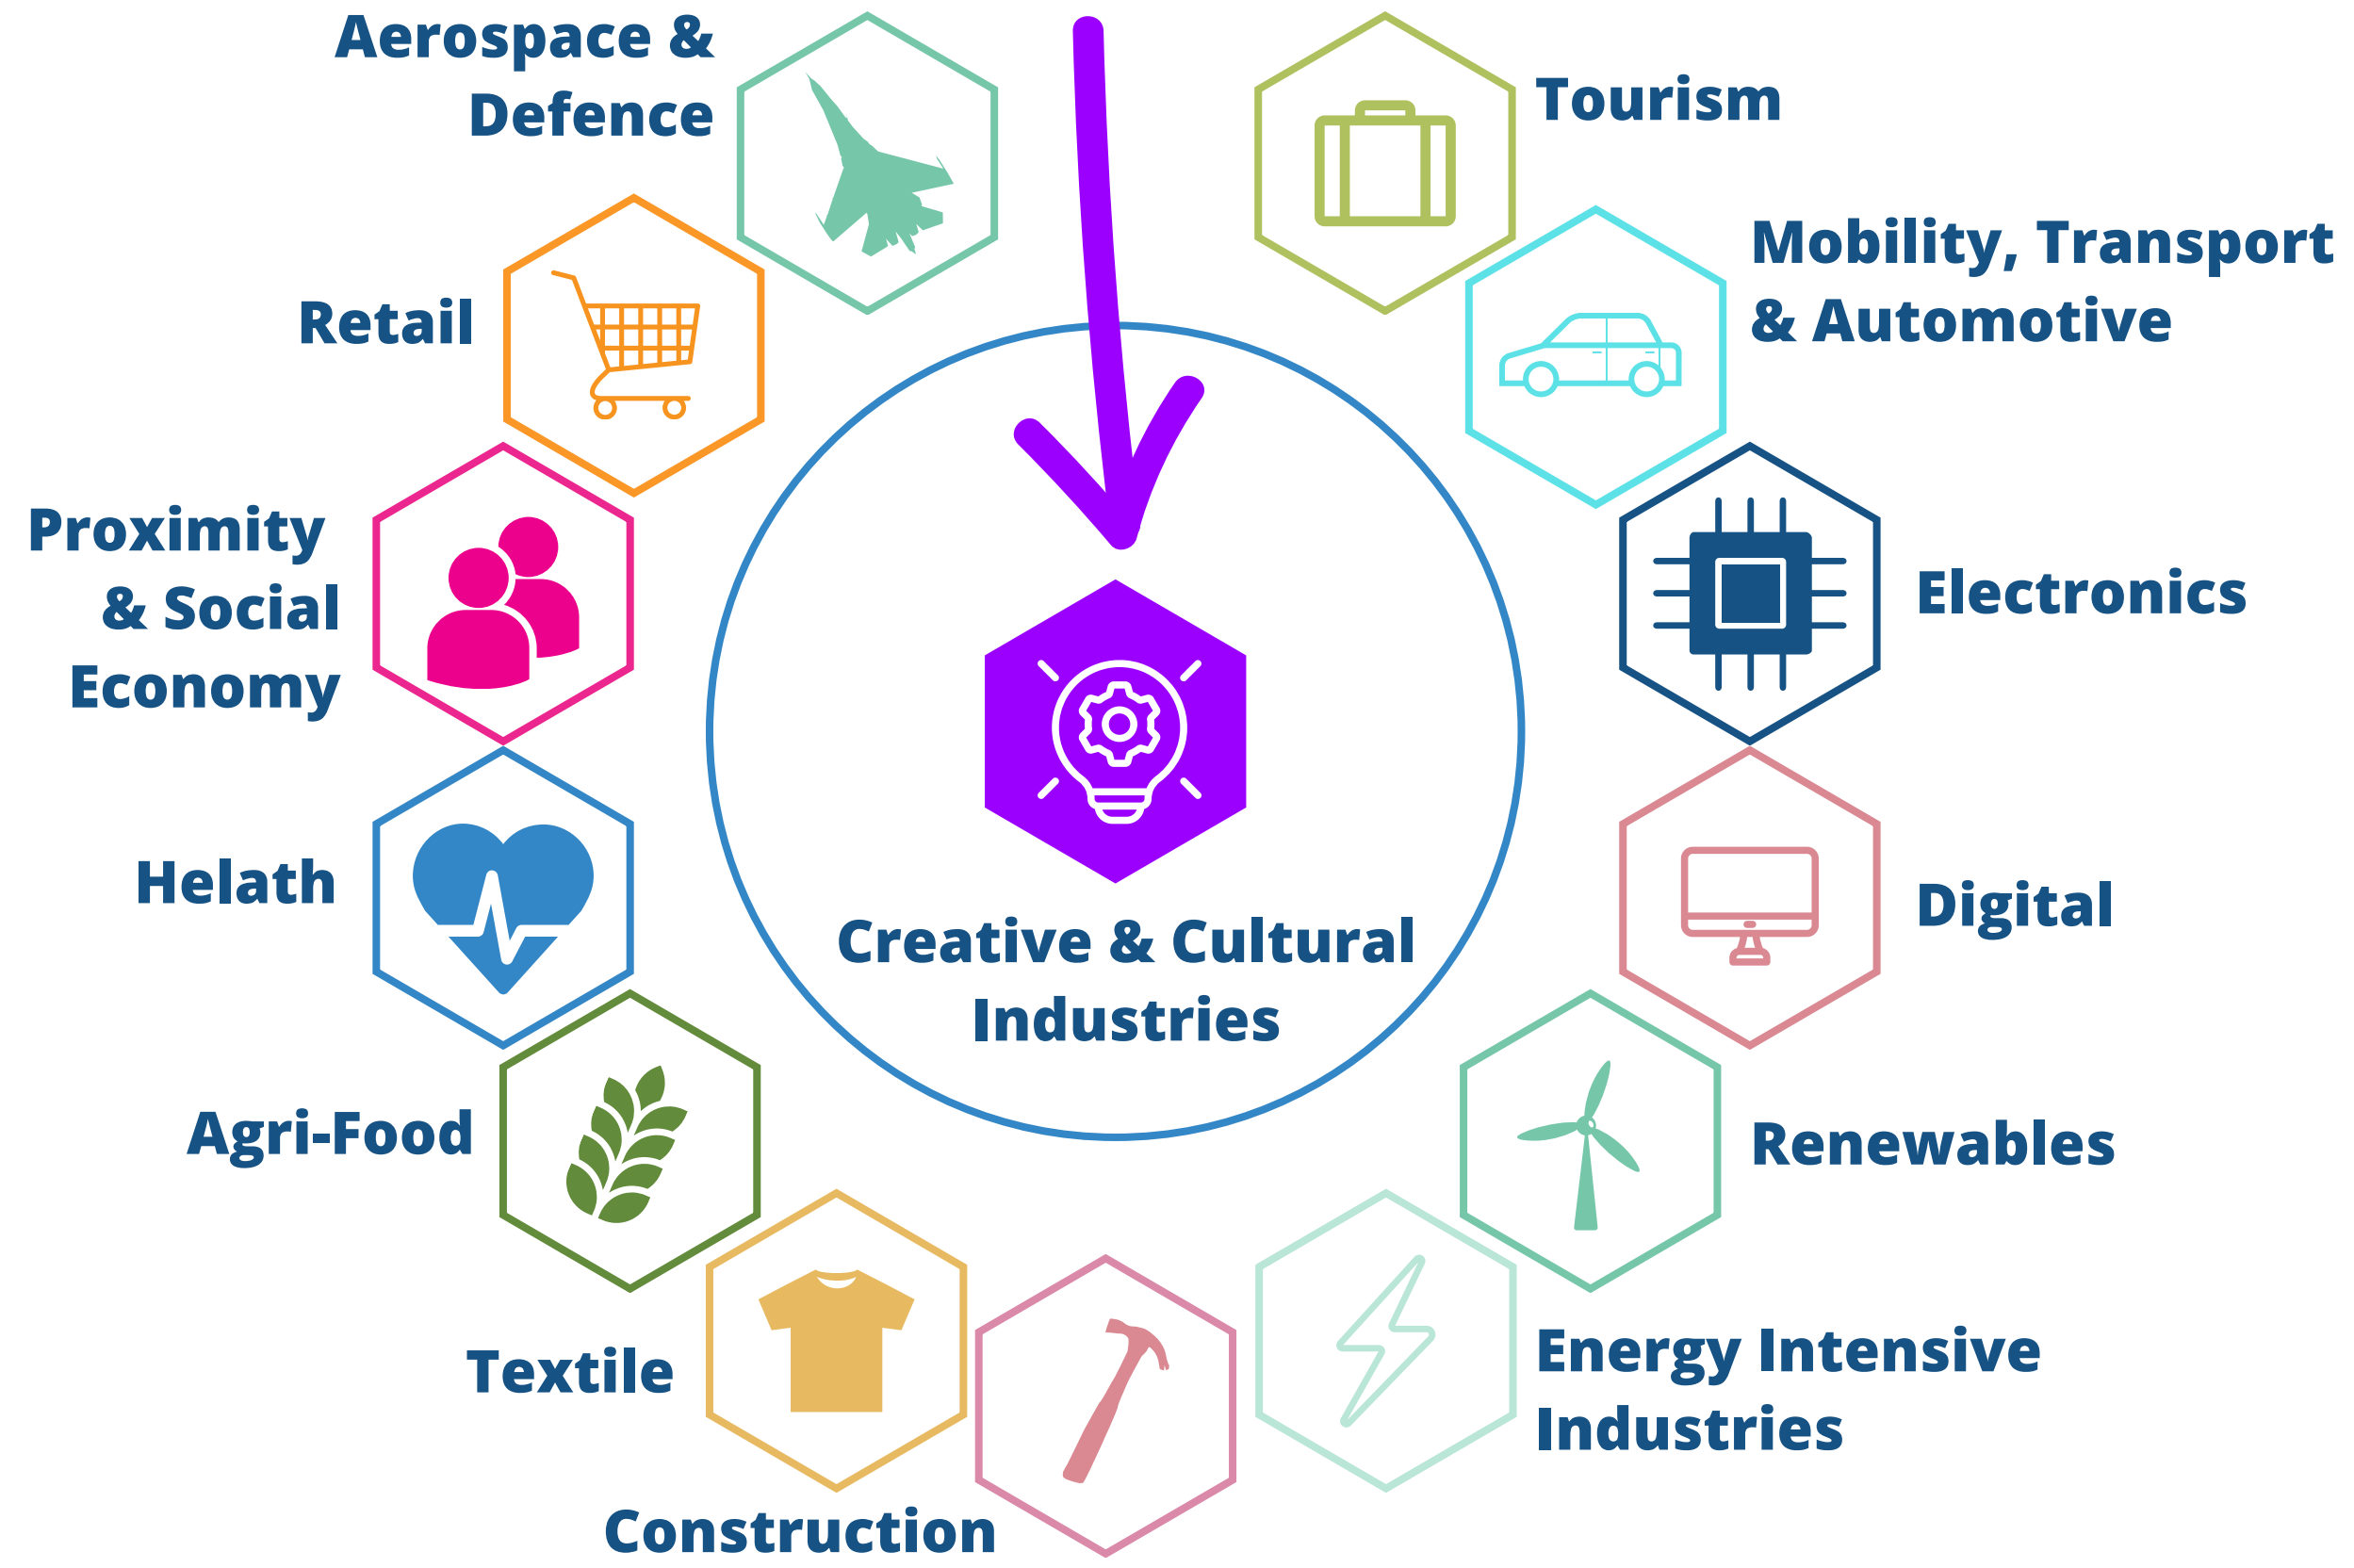 Aerospace &
Defence
Tourism
Mobility, Transport
& Automotive
Retail
Proximity
& Social
Economy
Electronics
Helath
Digital
Creative & Cultural
Industries
Agri-Food
Renewables
Textile
Energy Intensive
Industries
Construction